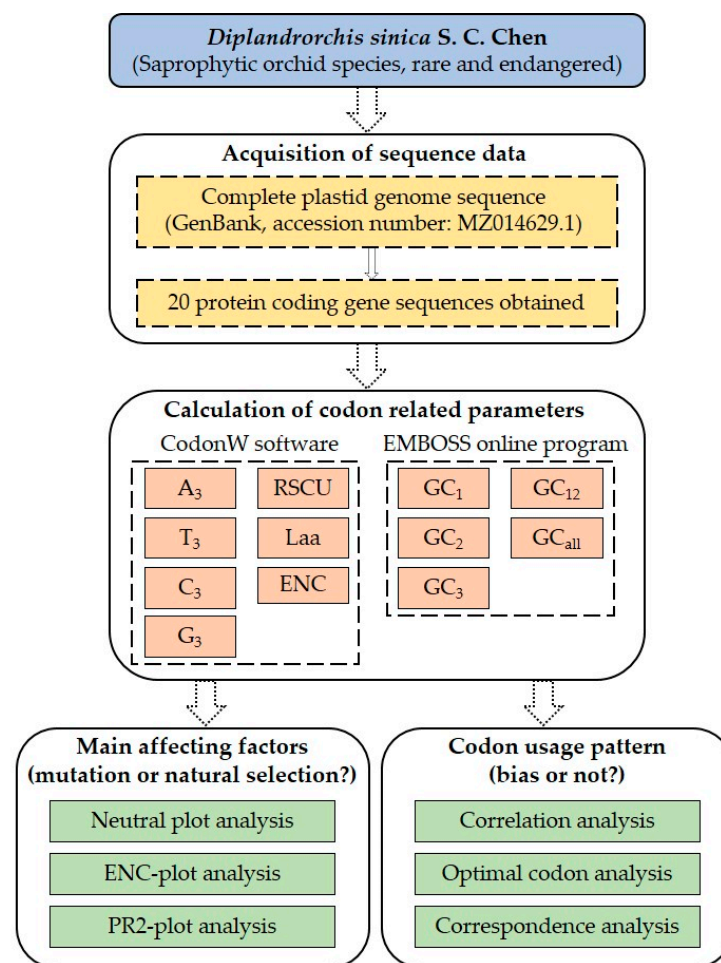 Diplandrorchis sinica S. C. Chen
(Saprophytic orchid species, rare and endangered)
Acquisition of sequence data
Complete plastid genome sequence
(GenBank, accession number: MZ014629.1)
20 protein coding gene sequences obtained
Calculation of codon related parameters
CodonW software
A₃
RSCU
T₃
Laa
C₃
ENC
G₃
EMBOSS online program
GC₁
GC₁₂
GC₂
GCall
GC₃
Main affecting factors
(mutation or natural selection?)
Neutral plot analysis
ENC-plot analysis
PR2-plot analysis
Codon usage pattern
(bias or not?)
Correlation analysis
Optimal codon analysis
Correspondence analysis